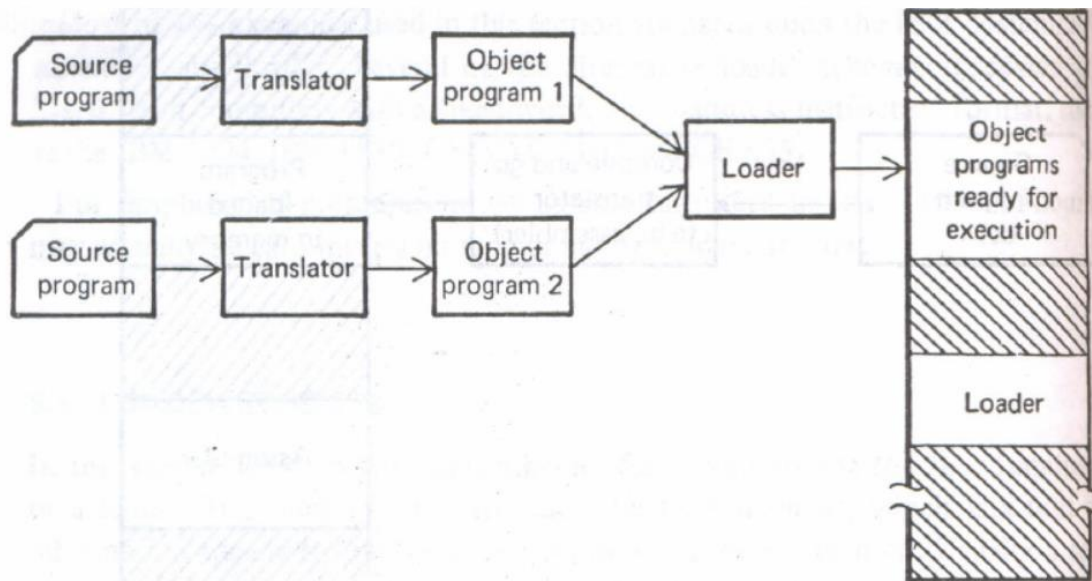 Source
program
Translator
Object
program 1
Source
program
Translator
Object
program 2
Loader
Object
programs
ready for
execution
Loader